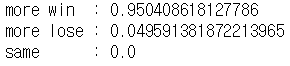 more win  : 0.950408618127786
more lose : 0.049591381872213965
same      : 0.0